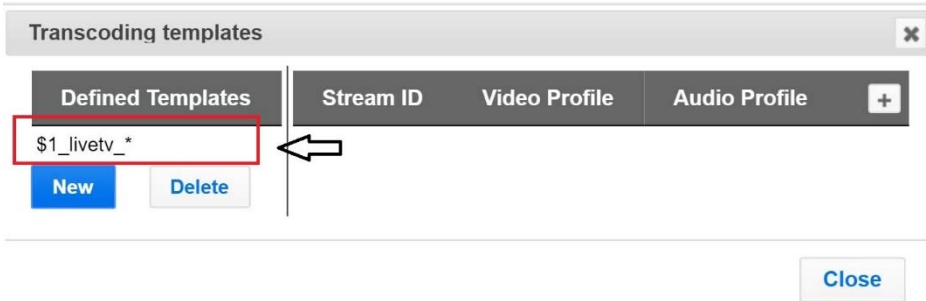 Transcoding templates
Defined Templates Stream ID Video Profile Audio Profile +
$1_livetv_*
New Delete
Close